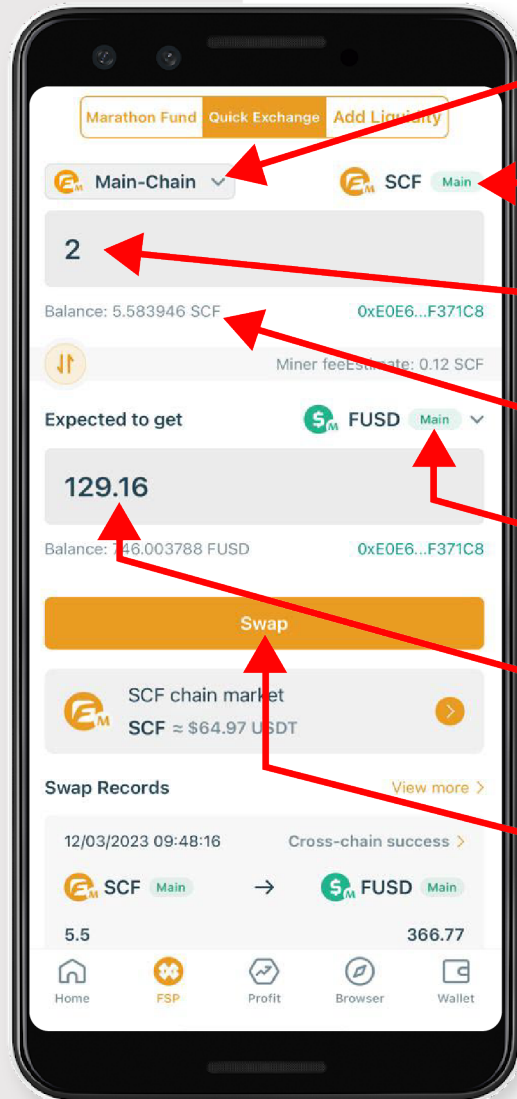 Marathon Fund Quick Exchange Add Liquidity
Main-Chain SCF Main
2
Balance: 5.583946 SCF 0xE0E6...F371C8
Miner feeEstimate: 0.12 SCF
Expected to get FUSD Main
129.16
Balance: 746.003788 FUSD 0xE0E6...F371C8
Swap
SCF chain market
SCF ≈ $64.97 USDT
Swap Records View more >
12/03/2023 09:48:16 Cross-chain success >
SCF Main → FUSD Main
5.5 366.77
Home FSP Profit Browser Wallet